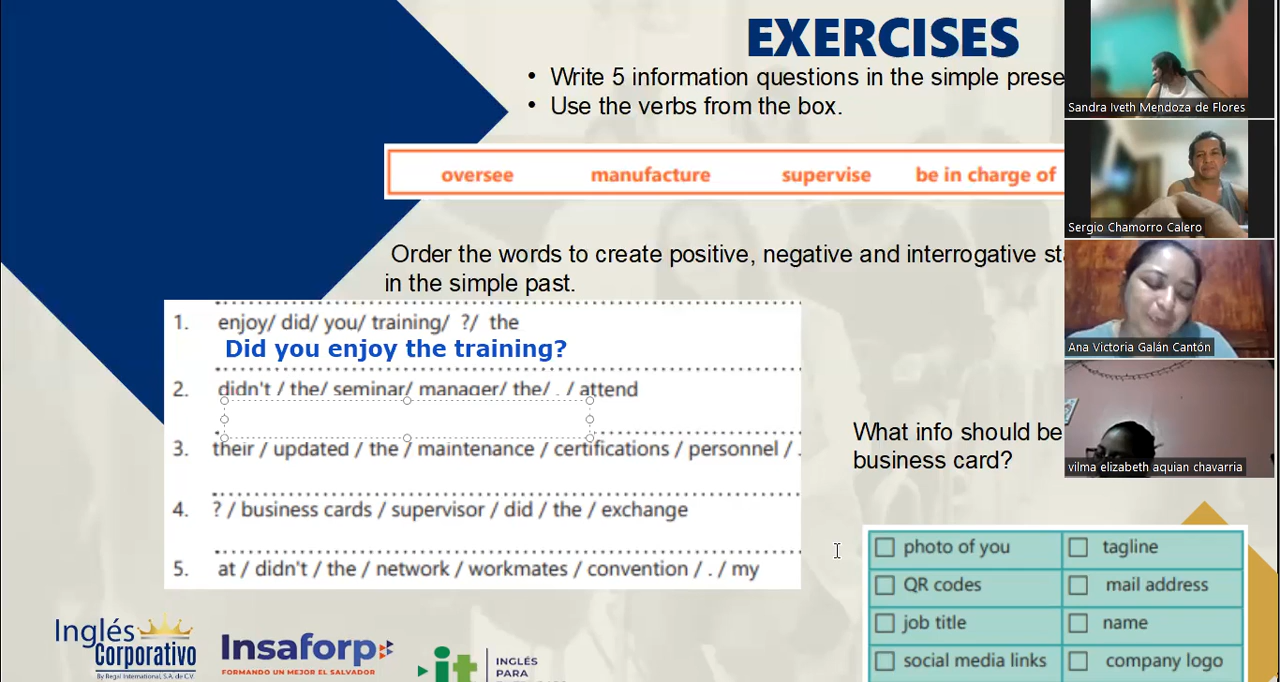 EXERCISES
• Write 5 information questions in the simple prese
• Use the verbs from the box.
oversee manufacture supervise be in charge of
Order the words to create positive, negative and interrogative st
in the simple past.
1. enjoy/ did/ you/ training/ ?/ the
Did you enjoy the training?
2. didn't / the/ seminar/ manager/ the/ . / attend
3. their / updated / the / maintenance / certifications / personnel / .
4. ? / business cards / supervisor / did / the / exchange
5. at / didn't / the / network / workmates / convention / . / my
What info should be
business card?
photo of you tagline
QR codes mail address
job title name
social media links company logo
Inglés
Corporativo
By Regal International, S.A. de C.V.
Insaforp
FORMANDO UN MEJOR EL SALVADOR
it
INGLÉS
PARA
Sandra Iveth Mendoza de Flores
Sergio Chamorro Calero
Ana Victoria Galán Cantón
vilma elizabeth aquian chavarria